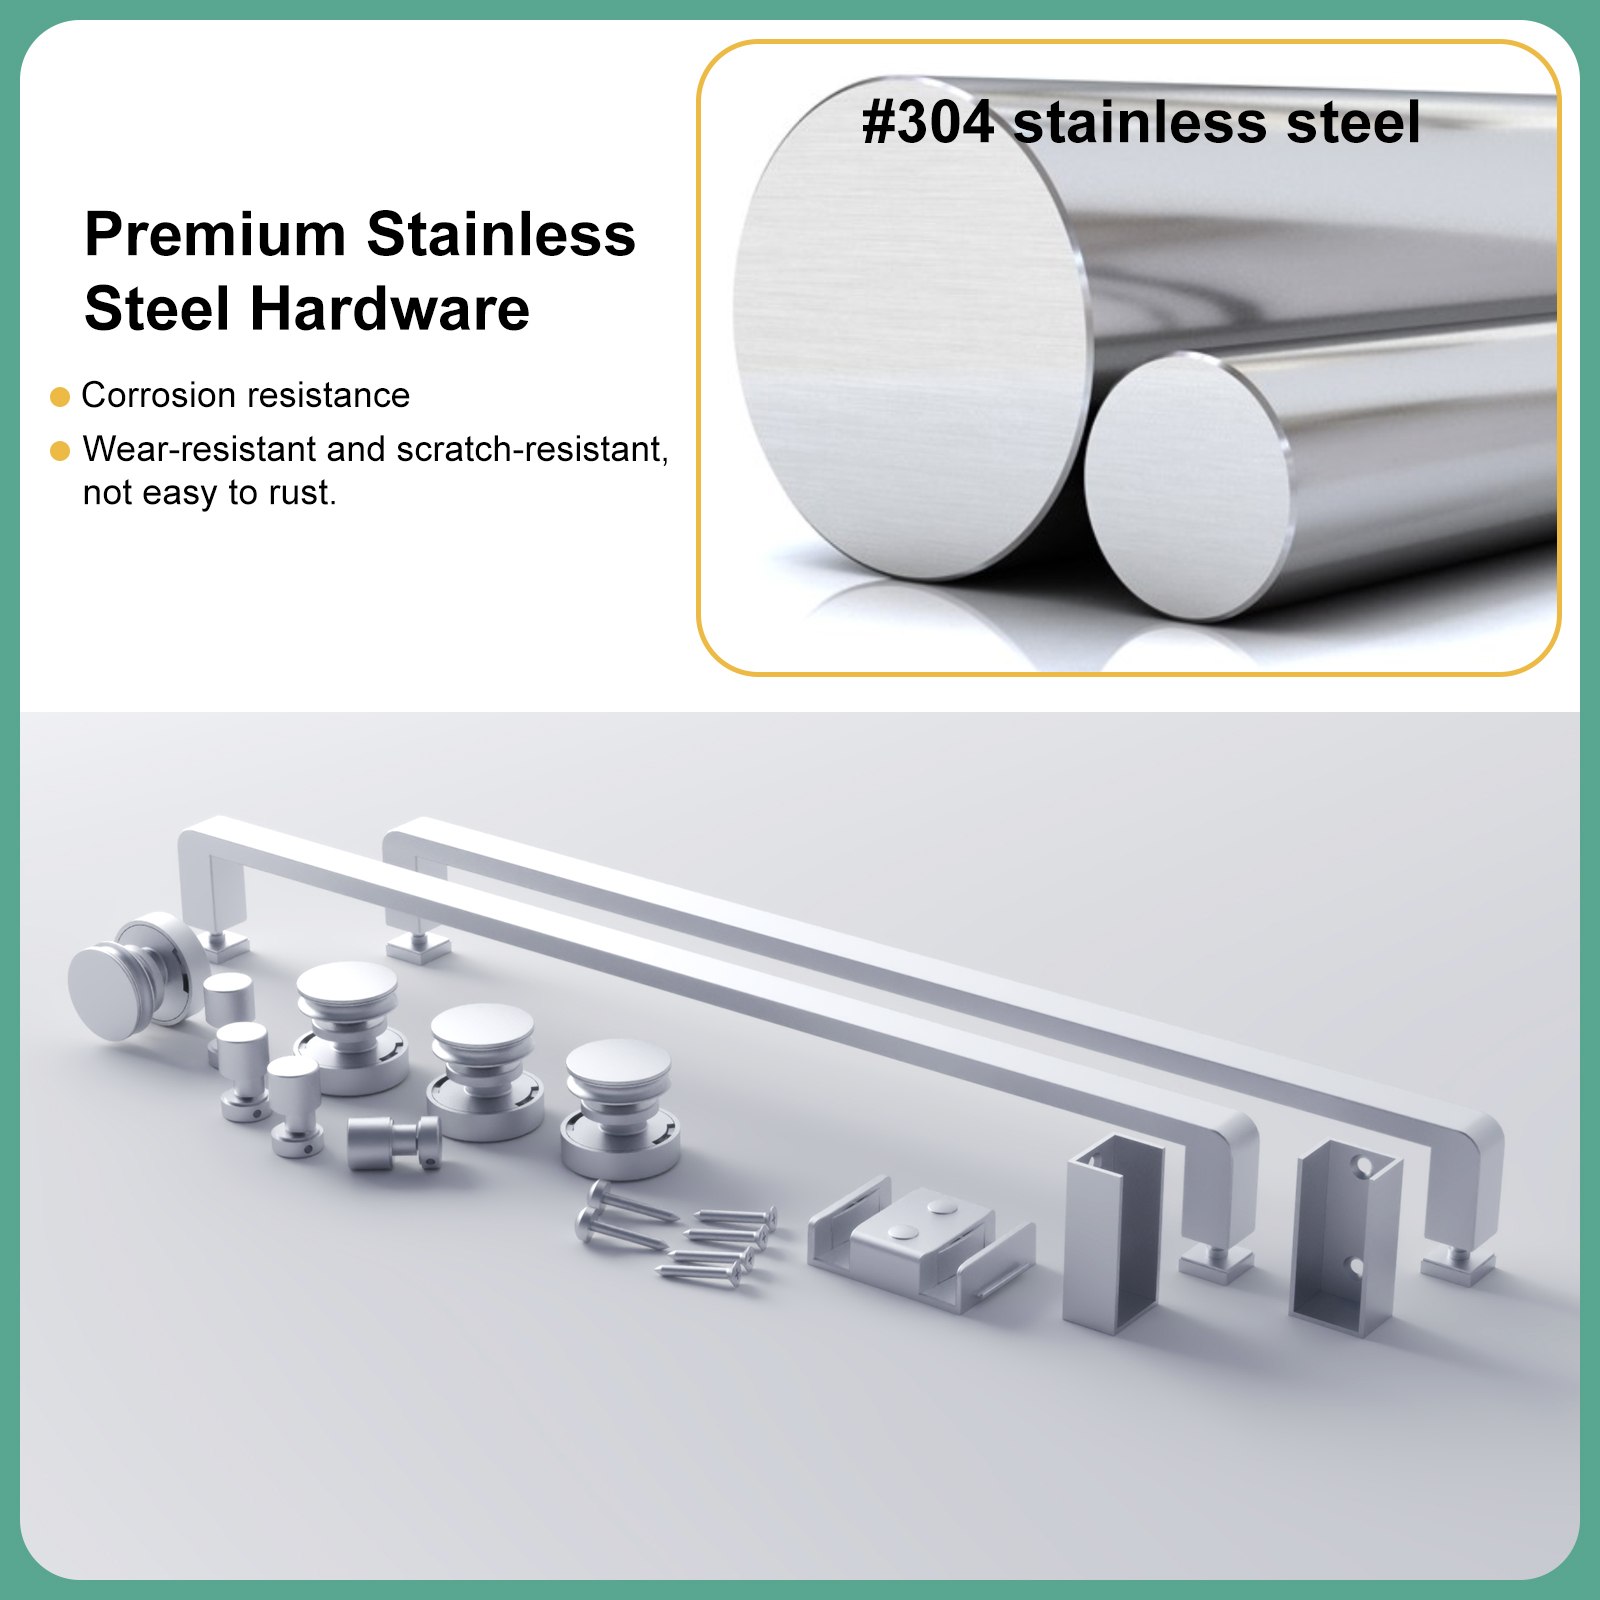 #304 stainless steel
Premium Stainless
Steel Hardware
Corrosion resistance
Wear-resistant and scratch-resistant,
not easy to rust.